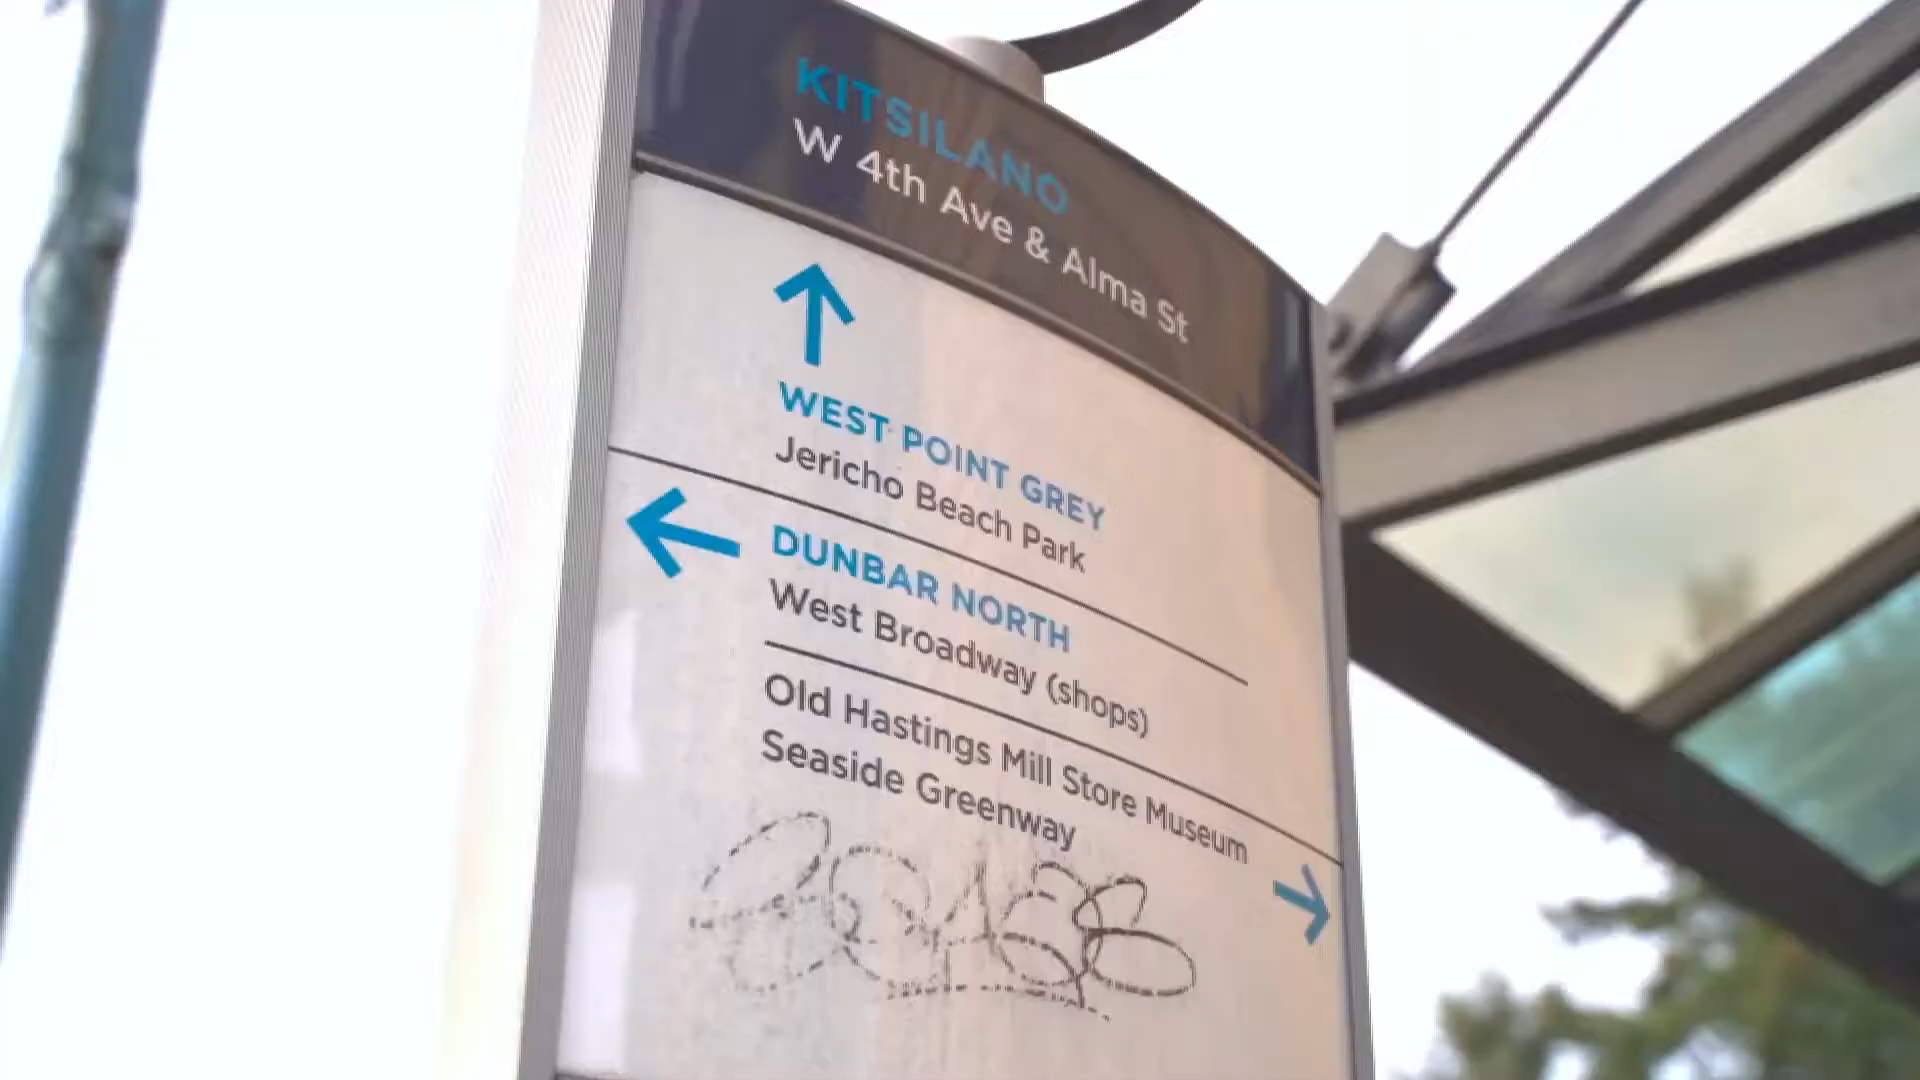 KITSILANO
W 4th Ave & Alma St
WEST POINT GREY
Jericho Beach Park
DUNBAR NORTH
West Broadway (shops)
Old Hastings Mill Store Museum
Seaside Greenway